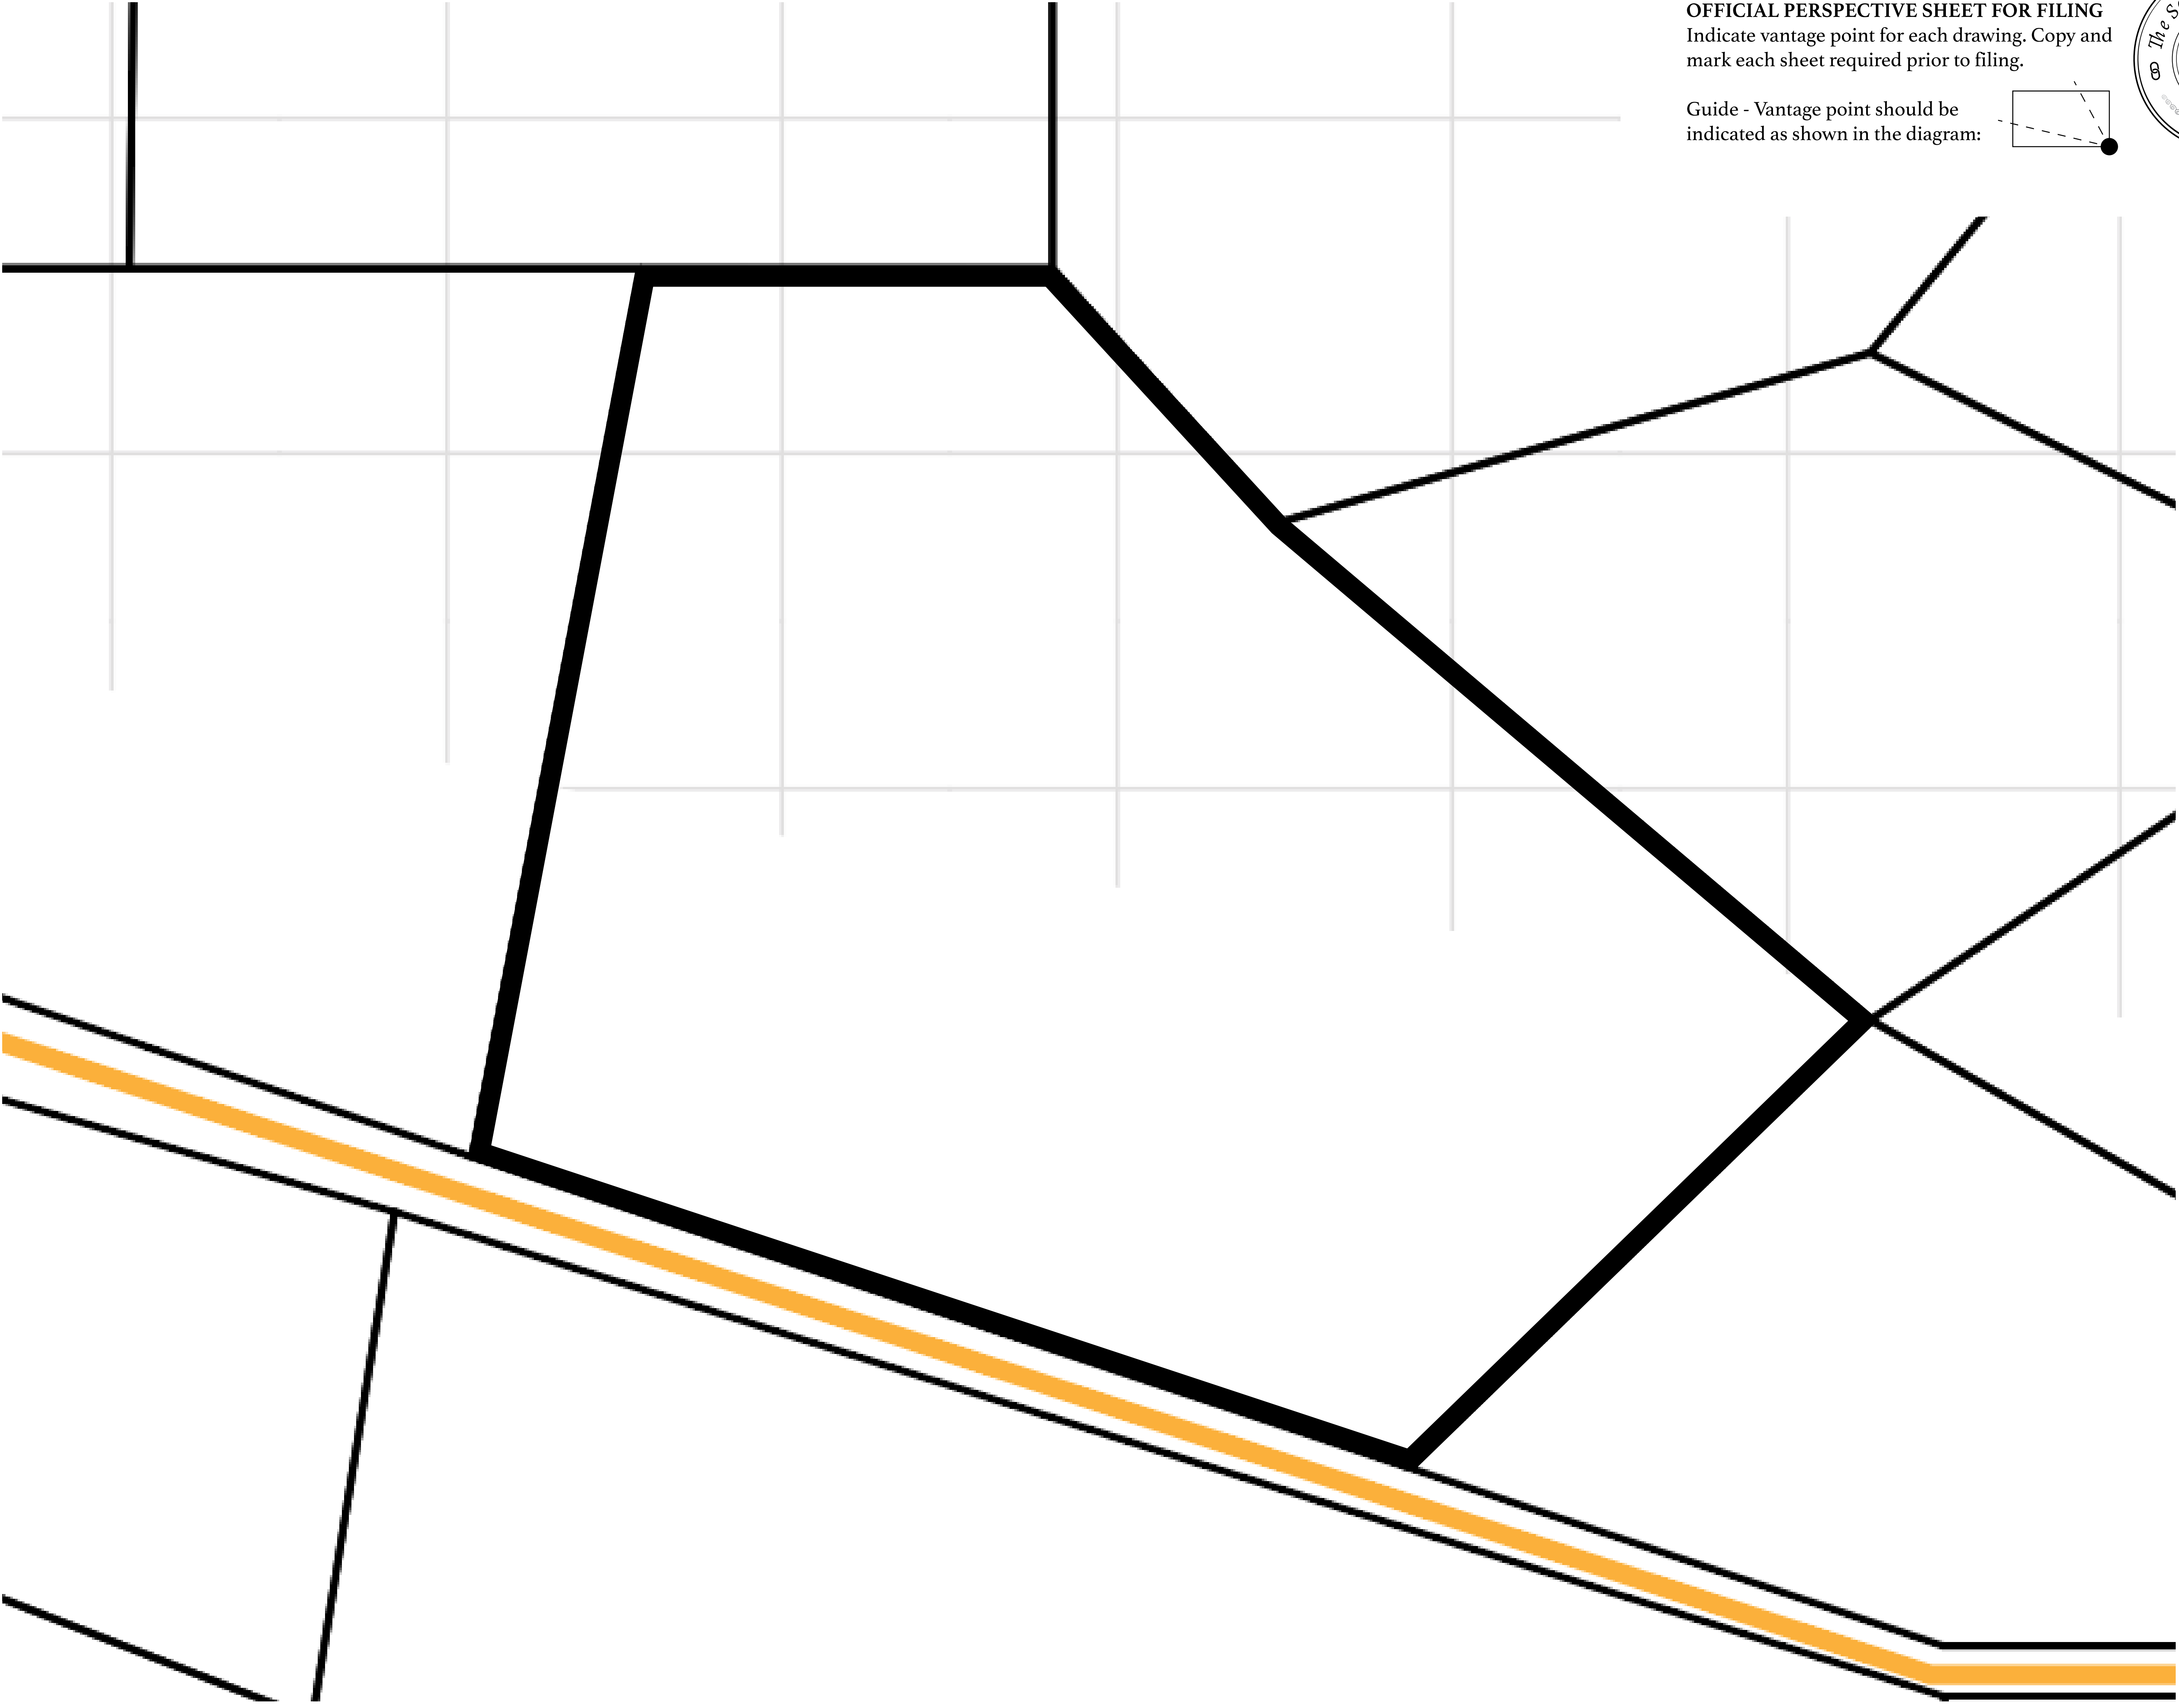 OFFICIAL PERSPECTIVE SHEET FOR FILING
Indicate vantage point for each drawing. Copy and
mark each sheet required prior to filing.
Guide - Vantage point should be
indicated as shown in the diagram:
The